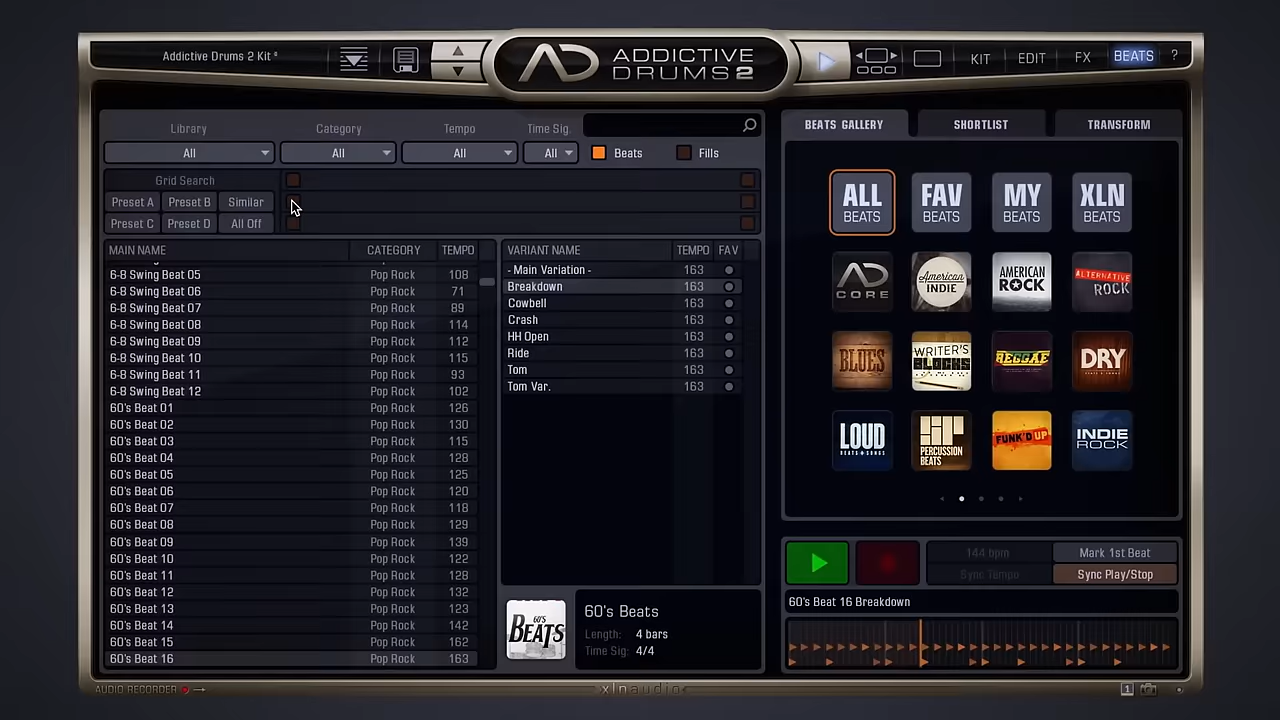 Addictive Drums 2 Kit *
AD ADDICTIVE DRUMS 2
KIT EDIT FX BEATS ?
Library Category Tempo Time Sig.
All All All All Beats Fills
Grid Search
Preset A Preset B Similar
Preset C Preset D All Off
MAIN NAME CATEGORY TEMPO
6-8 Swing Beat 05 Pop Rock 108
6-8 Swing Beat 06 Pop Rock 71
6-8 Swing Beat 07 Pop Rock 89
6-8 Swing Beat 08 Pop Rock 114
6-8 Swing Beat 09 Pop Rock 112
6-8 Swing Beat 10 Pop Rock 115
6-8 Swing Beat 11 Pop Rock 93
6-8 Swing Beat 12 Pop Rock 102
60's Beat 01 Pop Rock 126
60's Beat 02 Pop Rock 130
60's Beat 03 Pop Rock 115
60's Beat 04 Pop Rock 128
60's Beat 05 Pop Rock 125
60's Beat 06 Pop Rock 120
60's Beat 07 Pop Rock 118
60's Beat 08 Pop Rock 129
60's Beat 09 Pop Rock 139
60's Beat 10 Pop Rock 122
60's Beat 11 Pop Rock 128
60's Beat 12 Pop Rock 132
60's Beat 13 Pop Rock 123
60's Beat 14 Pop Rock 142
60's Beat 15 Pop Rock 162
60's Beat 16 Pop Rock 163
VARIANT NAME TEMPO FAV
- Main Variation - 163
Breakdown 163
Cowbell 163
Crash 163
HH Open 163
Ride 163
Tom 163
Tom Var. 163
60'S BEATS
60's Beats
Length: 4 bars
Time Sig: 4/4
BEATS GALLERY SHORTLIST TRANSFORM
ALL BEATS
FAV BEATS
MY BEATS
XLN BEATS
AD CORE
American INDIE
AMERICAN ROCK
ALTERNATIVE ROCK
BLUES
WRITER'S BLOCKS
REGGAE
DRY
LOUD
PERCUSSION BEATS
FUNK'D UP
INDIE ROCK
144 bpm Mark 1st Beat
Sync Tempo Sync Play/Stop
60's Beat 16 Breakdown
AUDIO RECORDER
xlnaudio
1